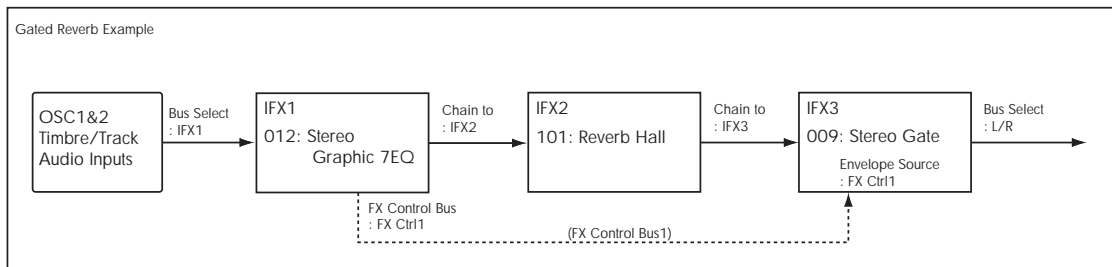 Gated Reverb Example
OSC1&2
Timbre/Track
Audio Inputs
Bus Select
: IFX1
IFX1
012: Stereo
Graphic 7EQ
Chain to
: IFX2
IFX2
101: Reverb Hall
Chain to
: IFX3
IFX3
009: Stereo Gate
Envelope Source
: FX Ctrl1
Bus Select
: L/R
FX Control Bus
: FX Ctrl1
(FX Control Bus1)